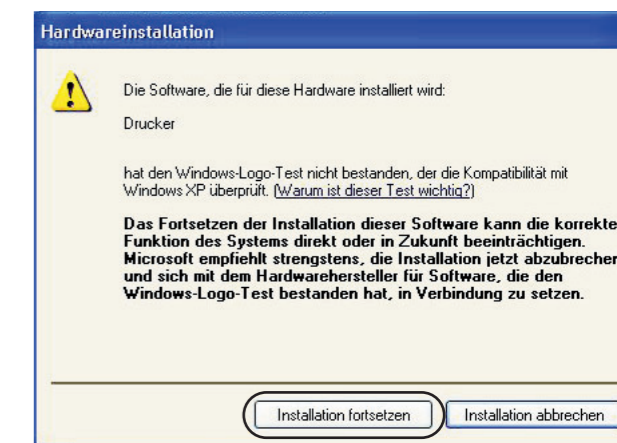 Hardwareinstallation
Die Software, die für diese Hardware installiert wird:
Drucker
hat den Windows-Logo-Test nicht bestanden, der die Kompatibilität mit
Windows XP überprüft. (Warum ist dieser Test wichtig?)
Das Fortsetzen der Installation dieser Software kann die korrekte
Funktion des Systems direkt oder in Zukunft beeinträchtigen.
Microsoft empfiehlt strengstens, die Installation jetzt abzubrechen
und sich mit dem Hardwarehersteller für Software, die den
Windows-Logo-Test bestanden hat, in Verbindung zu setzen.
Installation fortsetzen
Installation abbrechen